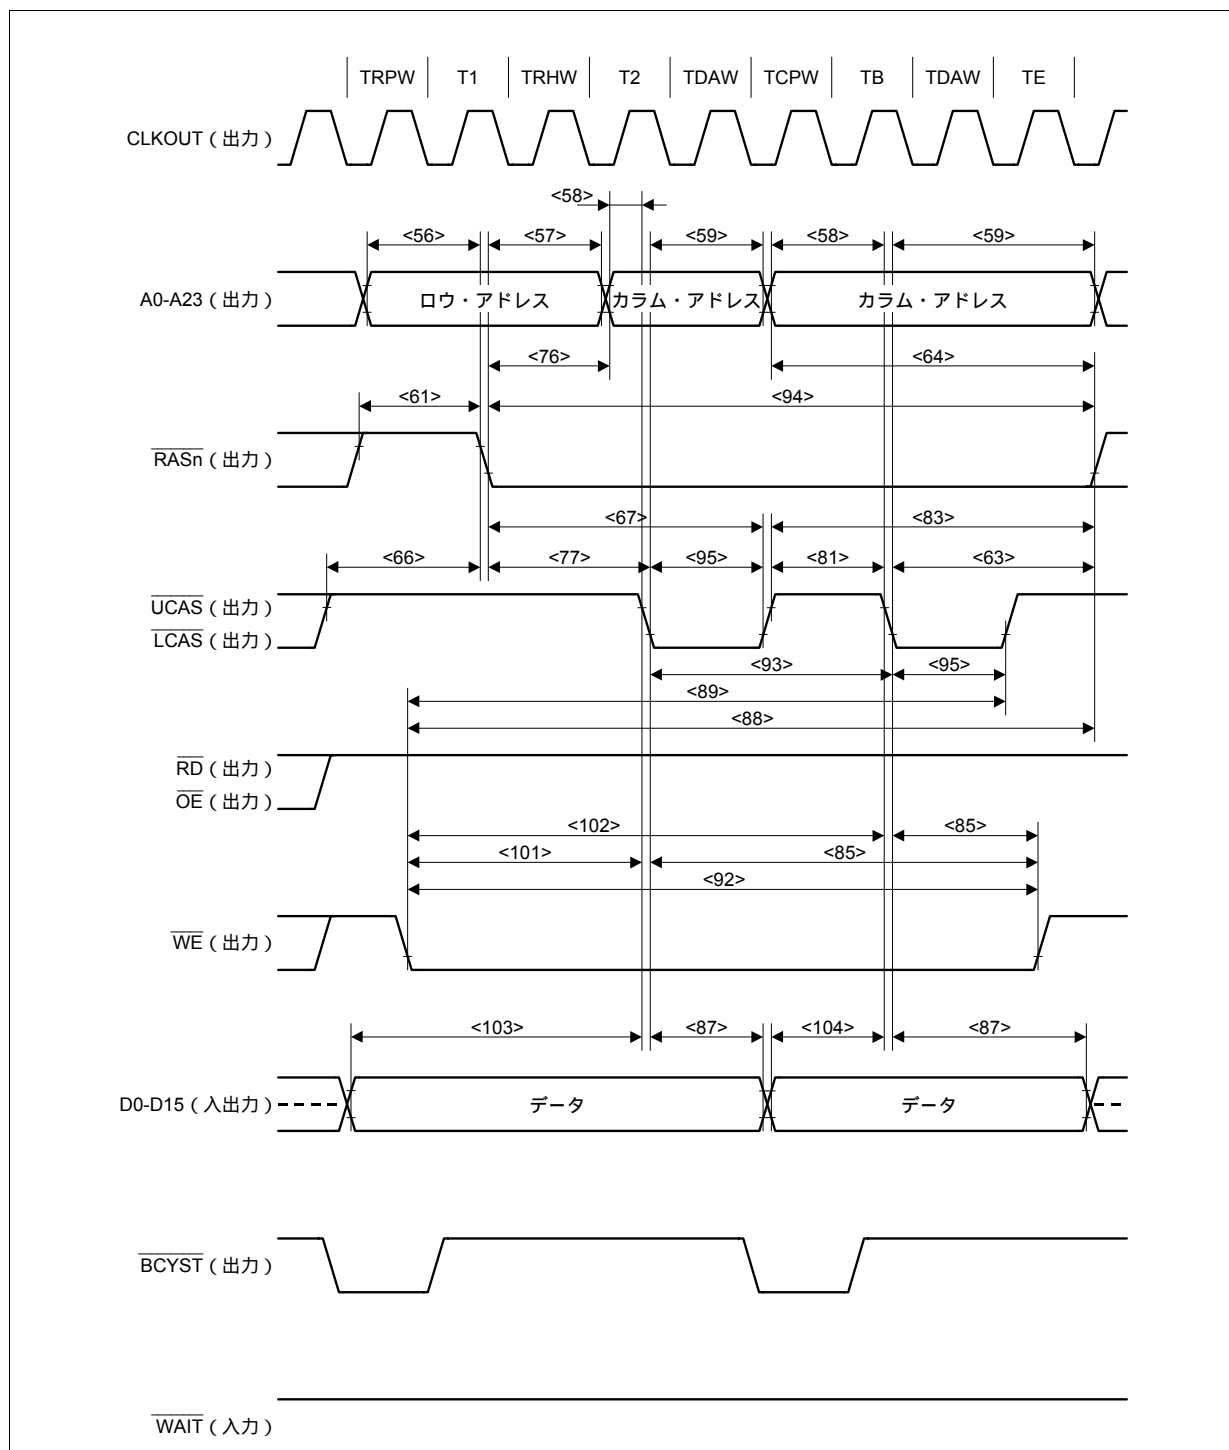 TRPW T1 TRHW T2 TDAW TCPW TB TDAW TE
CLKOUT（出力）
<58>
<56> <57> <59> <58> <59>
A0-A23（出力） ロウ・アドレス カラム・アドレス カラム・アドレス
<76> <64>
<61> <94>
RASn（出力）
<67> <83>
<66> <77> <95> <81> <63>
UCAS（出力）
LCAS（出力）
<93> <95>
<89>
<88>
RD（出力）
OE（出力）
<102> <85>
<101> <85>
<92>
WE（出力）
<103> <87> <104> <87>
D0-D15（入出力） データ データ
BCYST（出力）
WAIT（入力）